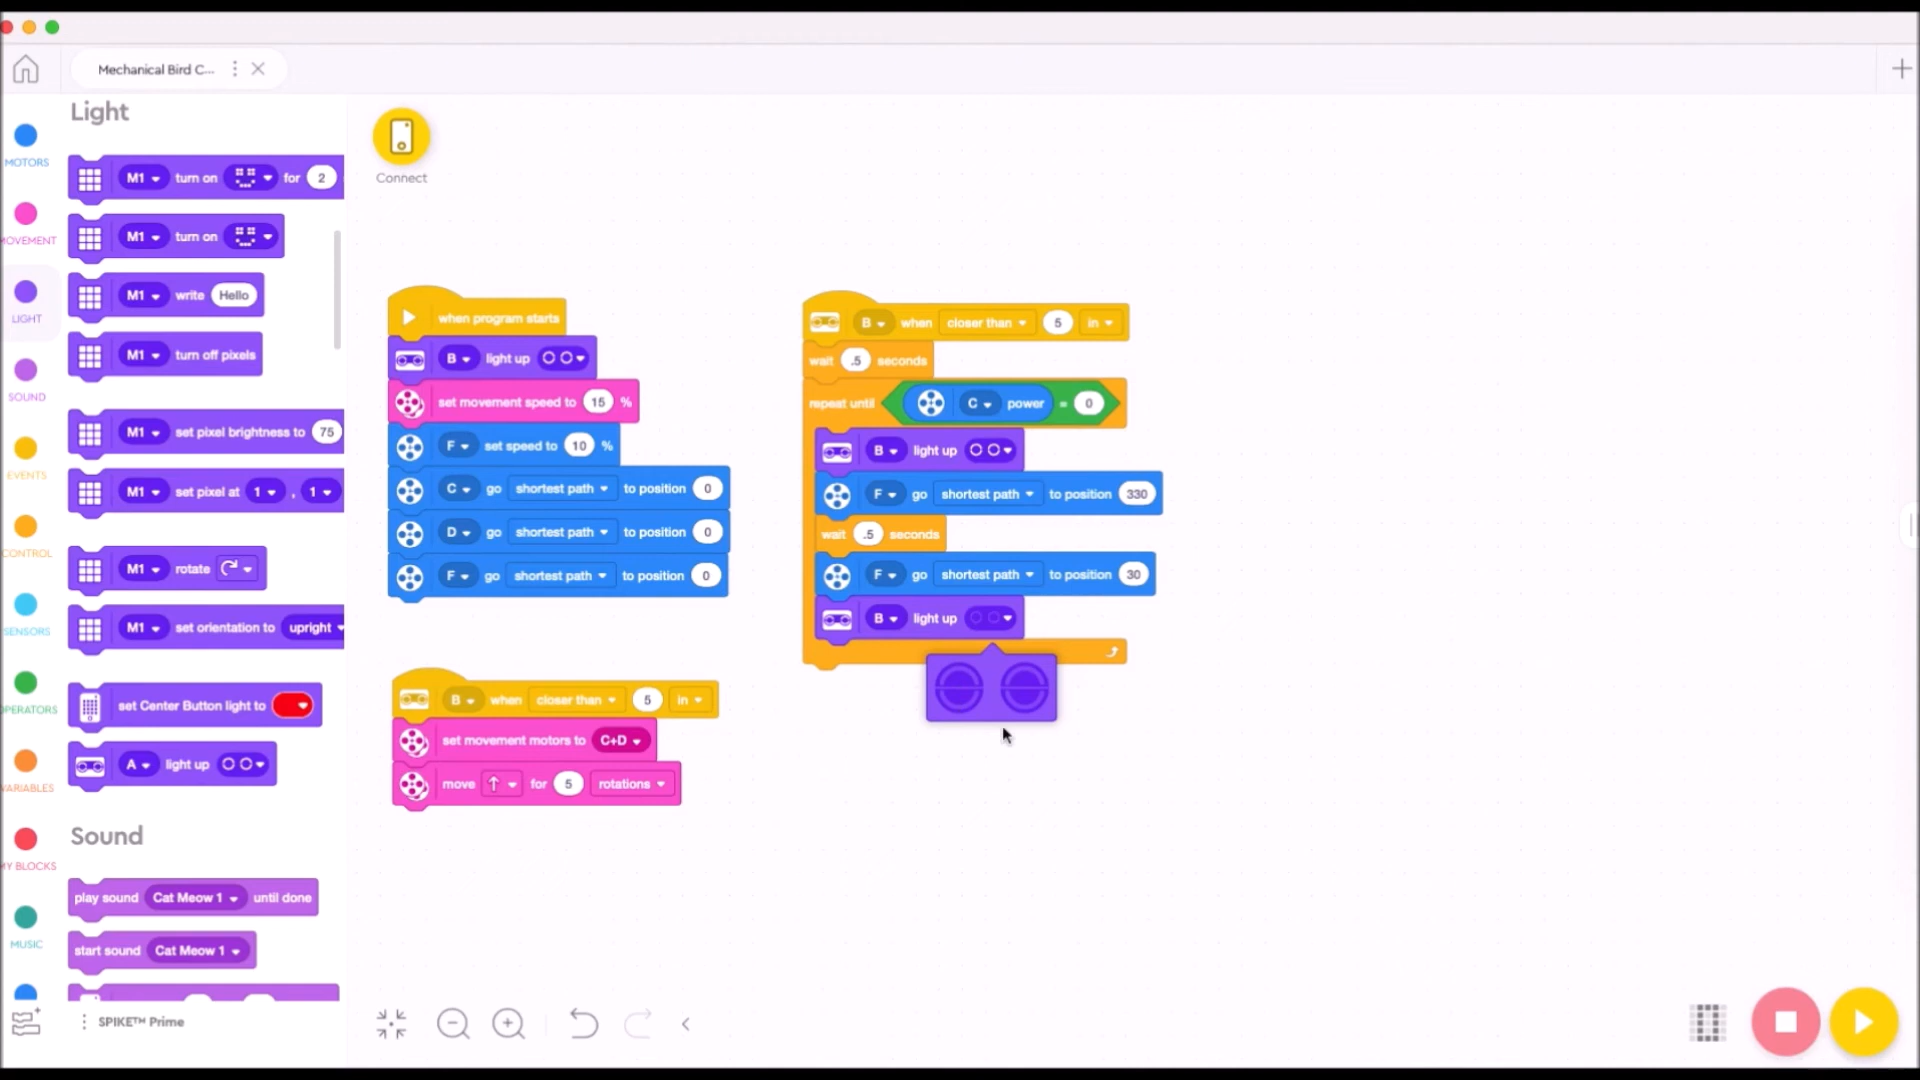 Mechanical Bird C...
Light
Connect
MOTORS
MOVEMENT
LIGHT
SOUND
EVENTS
CONTROL
SENSORS
OPERATORS
VARIABLES
MY BLOCKS
MUSIC
M1 turn on for 2
M1 turn on
M1 write Hello
M1 turn off pixels
M1 set pixel brightness to 75
M1 set pixel at 1 , 1
M1 rotate
M1 set orientation to upright
set Center Button light to
A light up
Sound
play sound Cat Meow 1 until done
start sound Cat Meow 1
SPIKE™ Prime
when program starts
B light up
set movement speed to 15 %
F set speed to 10 %
C go shortest path to position 0
D go shortest path to position 0
F go shortest path to position 0
B when closer than 5 in
set movement motors to C+D
move for 5 rotations
B when closer than 5 in
wait .5 seconds
repeat until C power = 0
B light up
F go shortest path to position 330
wait .5 seconds
F go shortest path to position 30
B light up